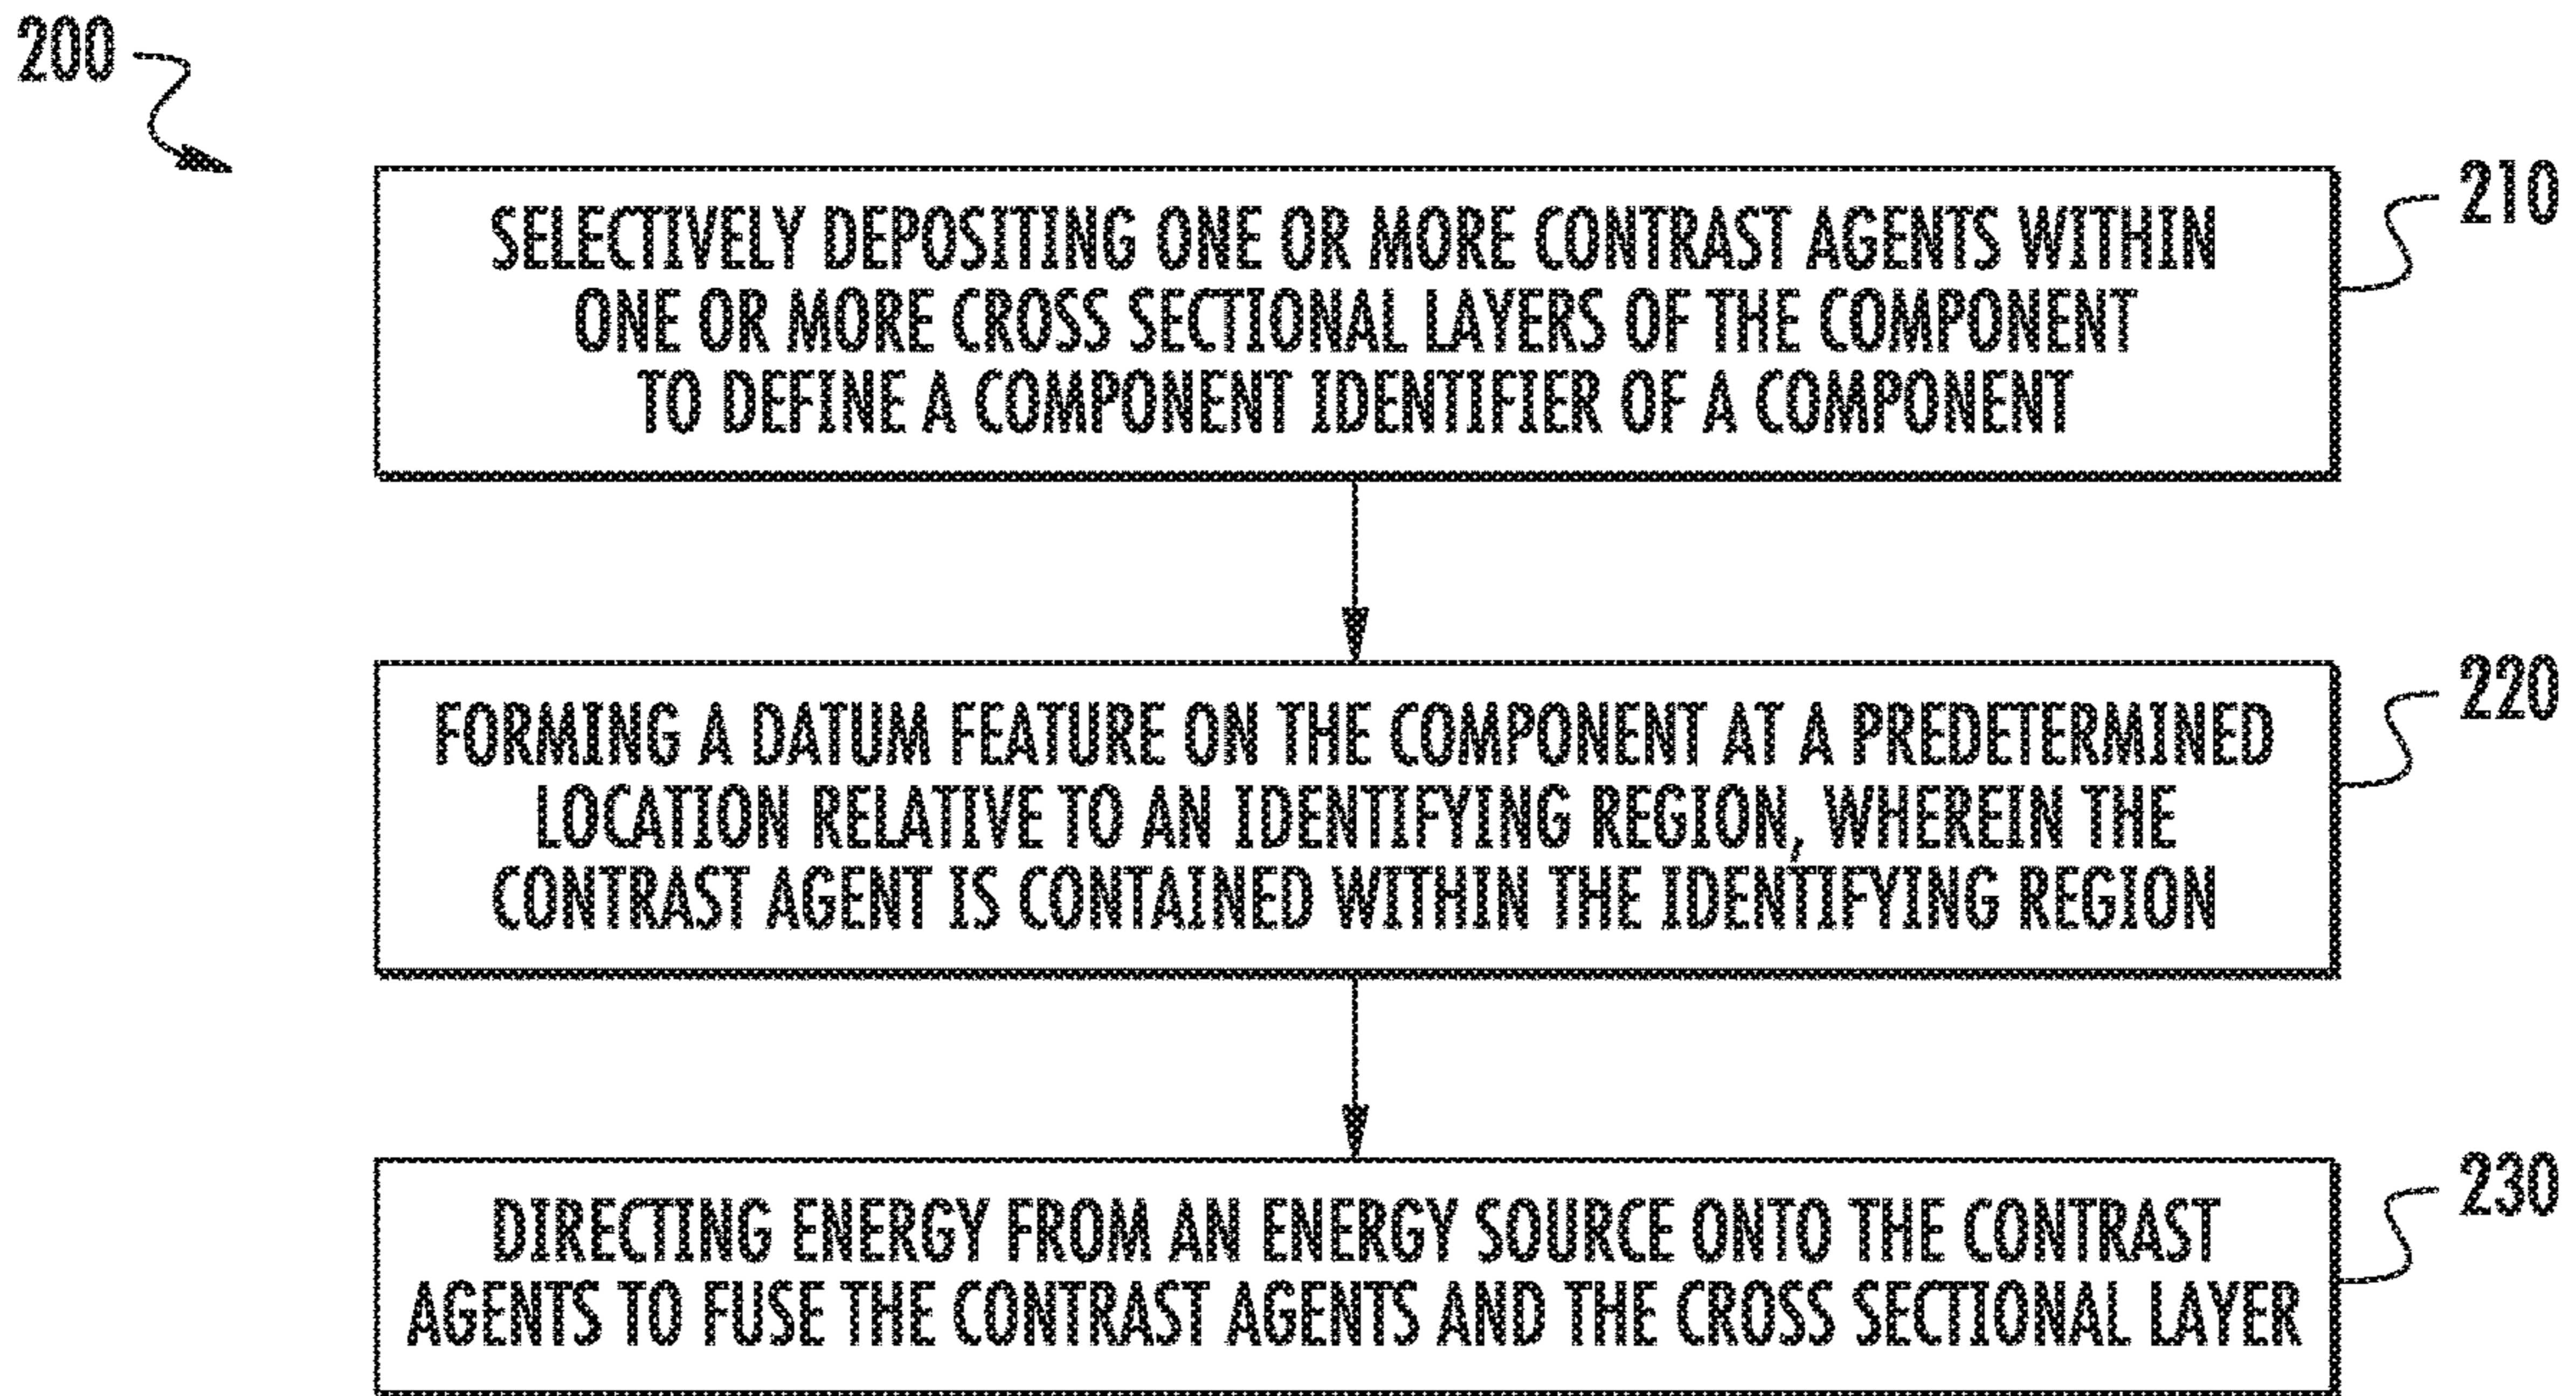 200
210
SELECTIVELY DEPOSITING ONE OR MORE CONTRAST AGENTS WITHIN
ONE OR MORE CROSS SECTIONAL LAYERS OF THE COMPONENT
TO DEFINE A COMPONENT IDENTIFIER OF A COMPONENT
220
FORMING A DATUM FEATURE ON THE COMPONENT AT A PREDETERMINED
LOCATION RELATIVE TO AN IDENTIFYING REGION, WHEREIN THE
CONTRAST AGENT IS CONTAINED WITHIN THE IDENTIFYING REGION
230
DIRECTING ENERGY FROM AN ENERGY SOURCE ONTO THE CONTRAST
AGENTS TO FUSE THE CONTRAST AGENTS AND THE CROSS SECTIONAL LAYER